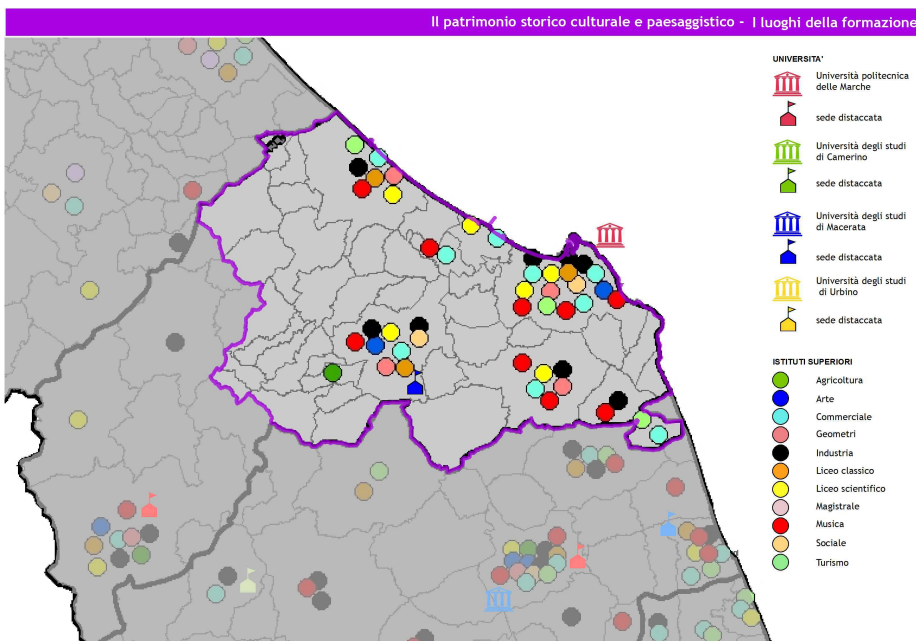 Il patrimonio storico culturale e paesaggistico - I luoghi della formazione
UNIVERSITA'
Università politecnica
delle Marche
sede distaccata
Università degli studi
di Camerino
sede distaccata
Università degli studi
di Macerata
sede distaccata
Università degli studi
di Urbino
sede distaccata
ISTITUTI SUPERIORI
Agricoltura
Arte
Commerciale
Geometri
Industria
Liceo classico
Liceo scientifico
Magistrale
Musica
Sociale
Turismo